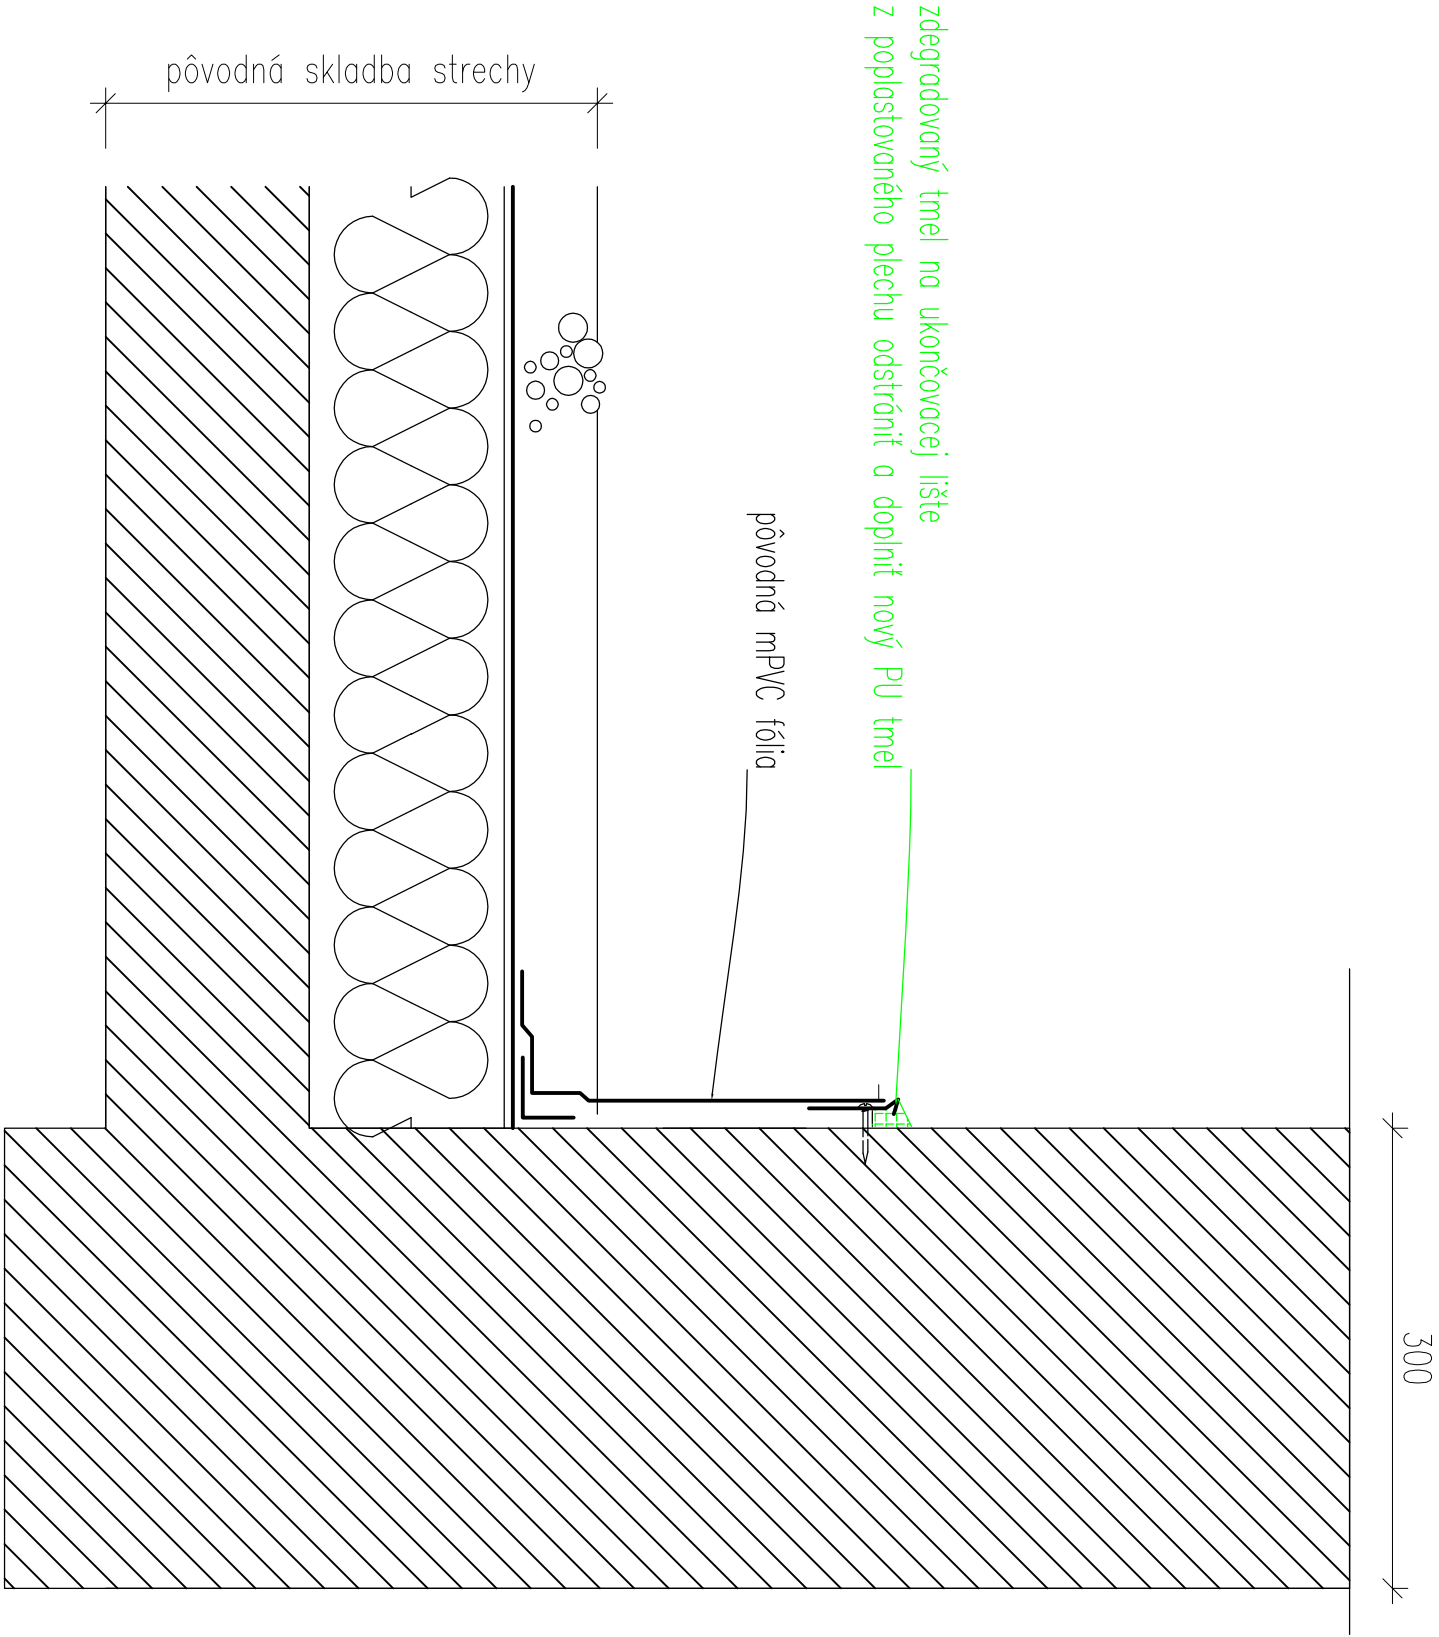 pôvodná skladba strechy
zdegradovaný tmel na ukončovacej lište
z poplastovaného plechu odstrániť a doplniť nový PU tmel
pôvodná mPVC fólia
300